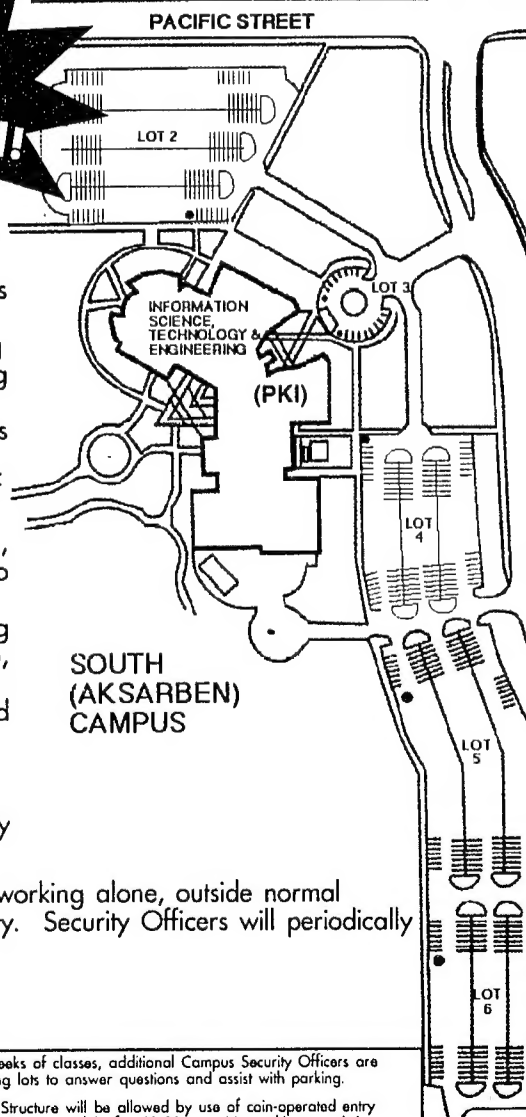 PACIFIC STREET
LOT 2
LOT 3
INFORMATION
SCIENCE,
TECHNOLOGY &
ENGINEERING
(PKI)
LOT
4
SOUTH
(AKSARBEN)
CAMPUS
LOT
5
working alone, outside normal
Security Officers will periodically
LOT
6
of classes, additional Campus Security Officers are
lots to answer questions and assist with parking.
Structure will be allowed by use of coin-operated entry